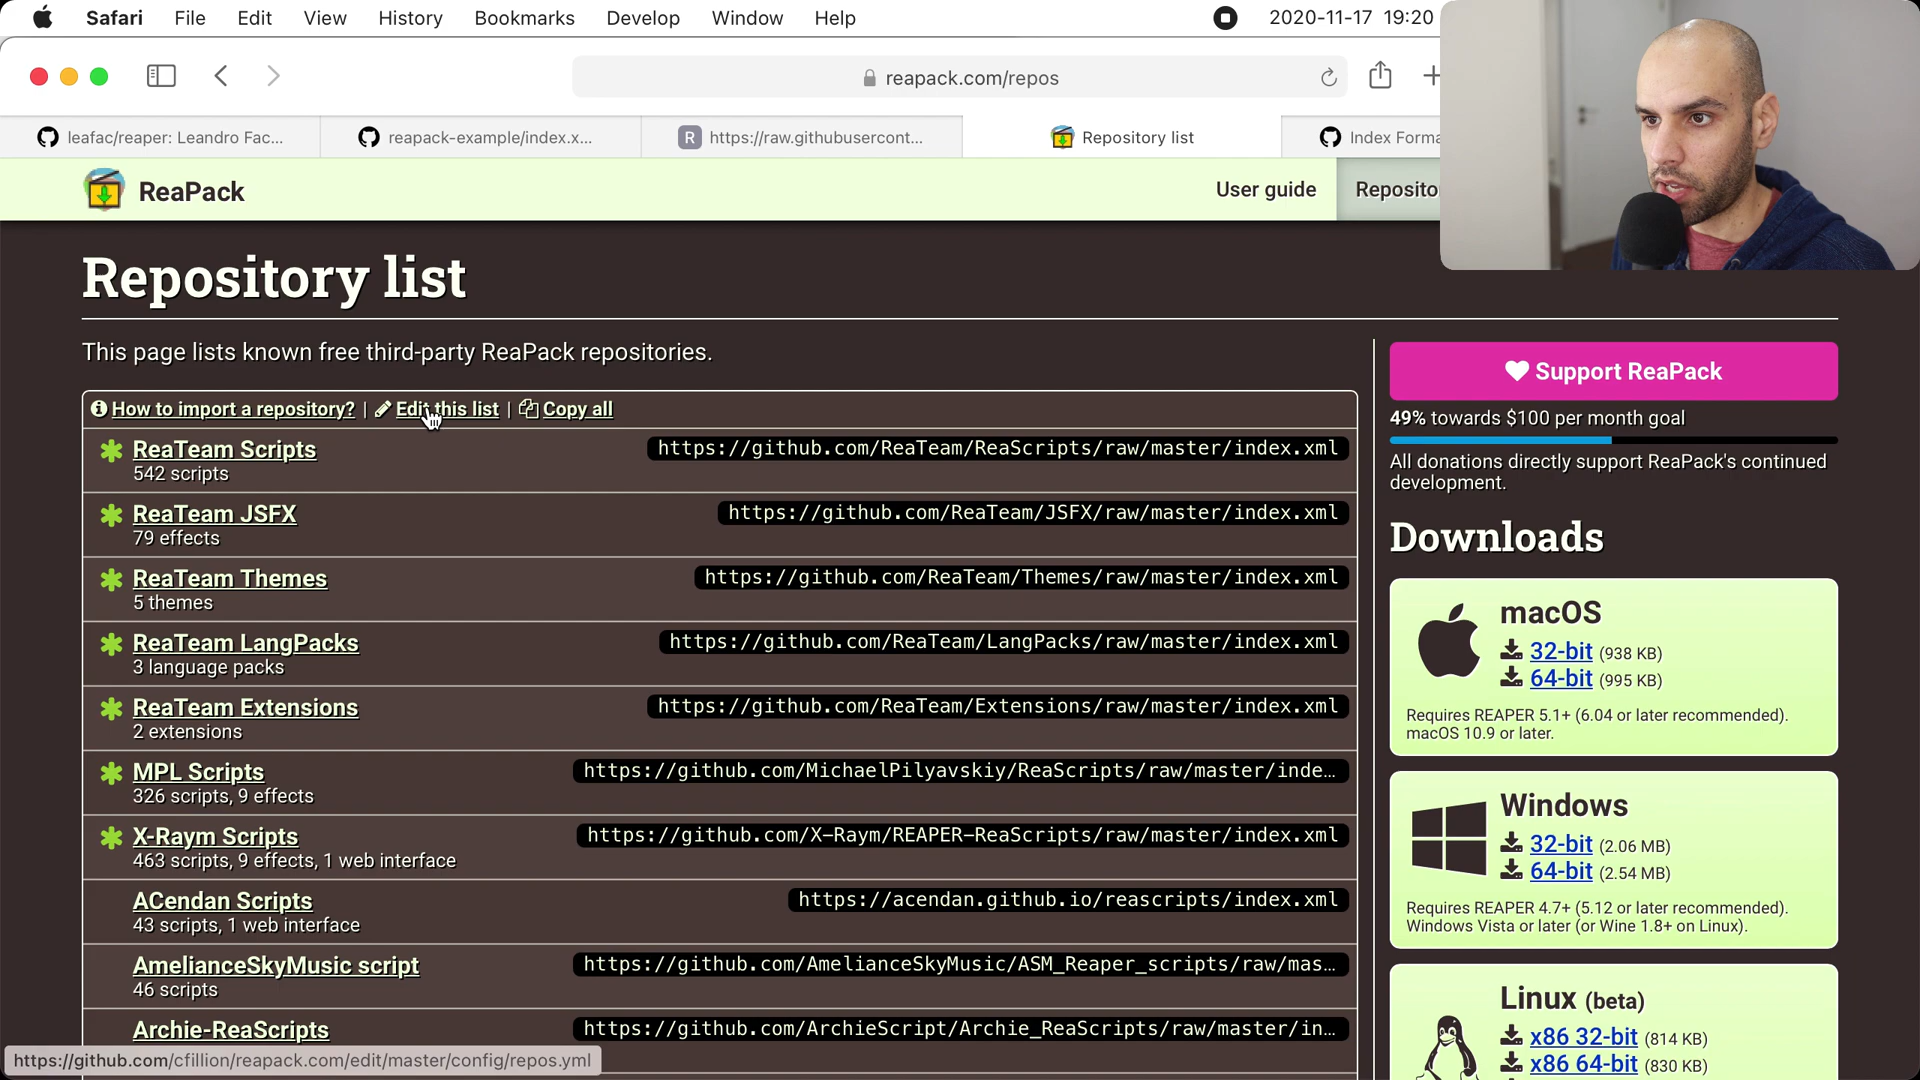 Safari File Edit View History Bookmarks Develop Window Help 2020-11-17 19:20
reapack.com/repos
leafac/reaper: Leandro Fac... reapack-example/index.x... R https://raw.githubusercont... Repository list Index Forma
ReaPack User guide Reposito
Repository list
This page lists known free third-party ReaPack repositories.
How to import a repository? | Edit this list | Copy all
ReaTeam Scripts https://github.com/ReaTeam/ReaScripts/raw/master/index.xml
542 scripts
ReaTeam JSFX https://github.com/ReaTeam/JSFX/raw/master/index.xml
79 effects
ReaTeam Themes https://github.com/ReaTeam/Themes/raw/master/index.xml
5 themes
ReaTeam LangPacks https://github.com/ReaTeam/LangPacks/raw/master/index.xml
3 language packs
ReaTeam Extensions https://github.com/ReaTeam/Extensions/raw/master/index.xml
2 extensions
MPL Scripts https://github.com/MichaelPilyavskiy/ReaScripts/raw/master/inde...
326 scripts, 9 effects
X-Raym Scripts https://github.com/X-Raym/REAPER-ReaScripts/raw/master/index.xml
463 scripts, 9 effects, 1 web interface
ACendan Scripts https://acendan.github.io/reascripts/index.xml
43 scripts, 1 web interface
AmelianceSkyMusic script https://github.com/AmelianceSkyMusic/ASM_Reaper_scripts/raw/mas...
46 scripts
Archie-ReaScripts https://github.com/ArchieScript/Archie_ReaScripts/raw/master/in...
https://github.com/cfillion/reapack.com/edit/master/config/repos.yml
Support ReaPack
49% towards $100 per month goal
All donations directly support ReaPack's continued
development.
Downloads
macOS
32-bit (938 KB)
64-bit (995 KB)
Requires REAPER 5.1+ (6.04 or later recommended).
macOS 10.9 or later.
Windows
32-bit (2.06 MB)
64-bit (2.54 MB)
Requires REAPER 4.7+ (5.12 or later recommended).
Windows Vista or later (or Wine 1.8+ on Linux).
Linux (beta)
x86 32-bit (814 KB)
x86 64-bit (830 KB)